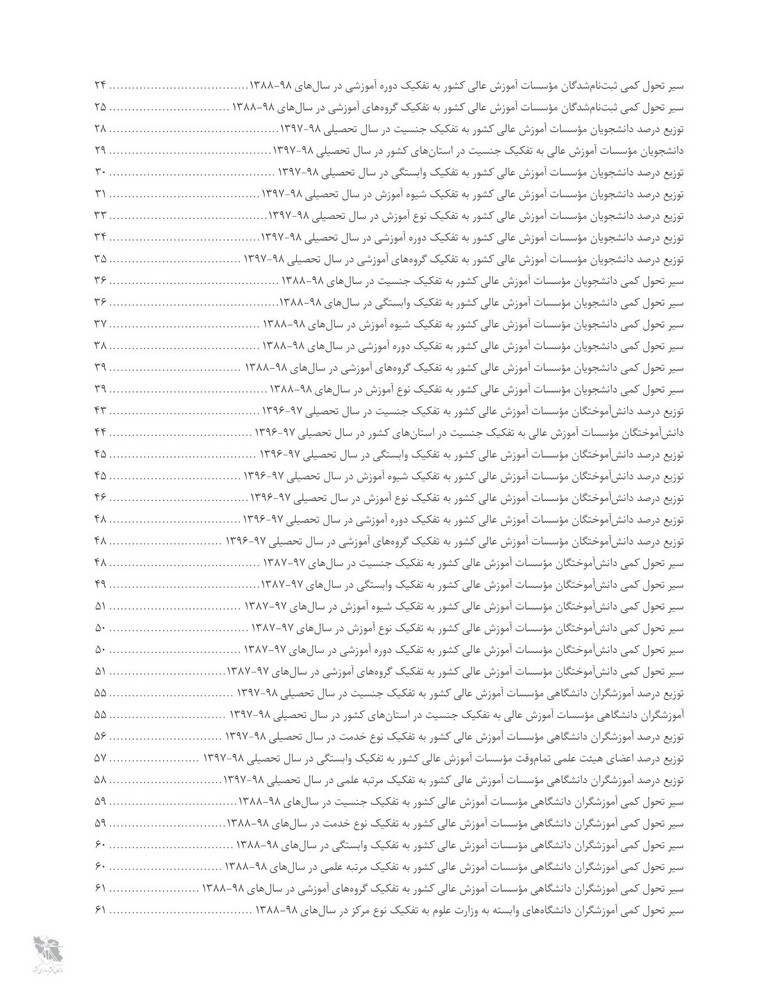 سیر تحول کمی ثبت‌نام‌شدگان مؤسسات آموزش عالی کشور به تفکیک دوره آموزشی در سال‌های ۹۸-۱۳۸۸ .................................... ۲۴
سیر تحول کمی ثبت‌نام‌شدگان مؤسسات آموزش عالی کشور به تفکیک گروه‌های آموزشی در سال‌های ۹۸-۱۳۸۸ ................................ ۲۵
توزیع درصد دانشجویان مؤسسات آموزش عالی کشور به تفکیک جنسیت در سال تحصیلی ۹۸-۱۳۹۷ ............................................. ۲۸
دانشجویان مؤسسات آموزش عالی به تفکیک جنسیت در استان‌های کشور در سال تحصیلی ۹۸-۱۳۹۷ ........................................... ۲۹
توزیع درصد دانشجویان مؤسسات آموزش عالی کشور به تفکیک وابستگی در سال تحصیلی ۹۸-۱۳۹۷ ............................................ ۳۰
توزیع درصد دانشجویان مؤسسات آموزش عالی کشور به تفکیک شیوه آموزش در سال تحصیلی ۹۸-۱۳۹۷ ........................................ ۳۱
توزیع درصد دانشجویان مؤسسات آموزش عالی کشور به تفکیک نوع آموزش در سال تحصیلی ۹۸-۱۳۹۷ .......................................... ۳۳
توزیع درصد دانشجویان مؤسسات آموزش عالی کشور به تفکیک دوره آموزشی در سال تحصیلی ۹۸-۱۳۹۷ ........................................ ۳۴
توزیع درصد دانشجویان مؤسسات آموزش عالی کشور به تفکیک گروه‌های آموزشی در سال تحصیلی ۹۸-۱۳۹۷ ................................... ۳۵
سیر تحول کمی دانشجویان مؤسسات آموزش عالی کشور به تفکیک جنسیت در سال‌های ۹۸-۱۳۸۸ ............................................. ۳۶
سیر تحول کمی دانشجویان مؤسسات آموزش عالی کشور به تفکیک وابستگی در سال‌های ۹۸-۱۳۸۸ ............................................. ۳۶
سیر تحول کمی دانشجویان مؤسسات آموزش عالی کشور به تفکیک شیوه آموزش در سال‌های ۹۸-۱۳۸۸ ........................................ ۳۷
سیر تحول کمی دانشجویان مؤسسات آموزش عالی کشور به تفکیک دوره آموزشی در سال‌های ۹۸-۱۳۸۸ ........................................ ۳۸
سیر تحول کمی دانشجویان مؤسسات آموزش عالی کشور به تفکیک گروه‌های آموزشی در سال‌های ۹۸-۱۳۸۸ ................................... ۳۹
سیر تحول کمی دانشجویان مؤسسات آموزش عالی کشور به تفکیک نوع آموزش در سال‌های ۹۸-۱۳۸۸ .......................................... ۳۹
توزیع درصد دانش‌آموختگان مؤسسات آموزش عالی کشور به تفکیک جنسیت در سال تحصیلی ۹۷-۱۳۹۶ ........................................ ۴۳
دانش‌آموختگان مؤسسات آموزش عالی به تفکیک جنسیت در استان‌های کشور در سال تحصیلی ۹۷-۱۳۹۶ ...................................... ۴۴
توزیع درصد دانش‌آموختگان مؤسسات آموزش عالی کشور به تفکیک وابستگی در سال تحصیلی ۹۷-۱۳۹۶ ....................................... ۴۵
توزیع درصد دانش‌آموختگان مؤسسات آموزش عالی کشور به تفکیک شیوه آموزش در سال تحصیلی ۹۷-۱۳۹۶ ................................... ۴۵
توزیع درصد دانش‌آموختگان مؤسسات آموزش عالی کشور به تفکیک نوع آموزش در سال تحصیلی ۹۷-۱۳۹۶ ..................................... ۴۶
توزیع درصد دانش‌آموختگان مؤسسات آموزش عالی کشور به تفکیک دوره آموزشی در سال تحصیلی ۹۷-۱۳۹۶ ................................... ۴۸
توزیع درصد دانش‌آموختگان مؤسسات آموزش عالی کشور به تفکیک گروه‌های آموزشی در سال تحصیلی ۹۷-۱۳۹۶ .............................. ۴۸
سیر تحول کمی دانش‌آموختگان مؤسسات آموزش عالی کشور به تفکیک جنسیت در سال‌های ۹۷-۱۳۸۷ ........................................ ۴۸
سیر تحول کمی دانش‌آموختگان مؤسسات آموزش عالی کشور به تفکیک وابستگی در سال‌های ۹۷-۱۳۸۷ ........................................ ۴۹
سیر تحول کمی دانش‌آموختگان مؤسسات آموزش عالی کشور به تفکیک شیوه آموزش در سال‌های ۹۷-۱۳۸۷ ................................... ۵۱
سیر تحول کمی دانش‌آموختگان مؤسسات آموزش عالی کشور به تفکیک نوع آموزش در سال‌های ۹۷-۱۳۸۷ ..................................... ۵۰
سیر تحول کمی دانش‌آموختگان مؤسسات آموزش عالی کشور به تفکیک دوره آموزشی در سال‌های ۹۷-۱۳۸۷ ................................... ۵۰
سیر تحول کمی دانش‌آموختگان مؤسسات آموزش عالی کشور به تفکیک گروه‌های آموزشی در سال‌های ۹۷-۱۳۸۷ ............................... ۵۱
توزیع درصد آموزشگران دانشگاهی مؤسسات آموزش عالی کشور به تفکیک جنسیت در سال تحصیلی ۹۸-۱۳۹۷ ................................. ۵۵
آموزشگران دانشگاهی مؤسسات آموزش عالی به تفکیک جنسیت در استان‌های کشور در سال تحصیلی ۹۸-۱۳۹۷ ............................... ۵۵
توزیع درصد آموزشگران دانشگاهی مؤسسات آموزش عالی کشور به تفکیک نوع خدمت در سال تحصیلی ۹۸-۱۳۹۷ .............................. ۵۶
توزیع درصد اعضای هیئت علمی تمام‌وقت مؤسسات آموزش عالی کشور به تفکیک وابستگی در سال تحصیلی ۹۸-۱۳۹۷ ........................ ۵۷
توزیع درصد آموزشگران دانشگاهی مؤسسات آموزش عالی کشور به تفکیک مرتبه علمی در سال تحصیلی ۹۸-۱۳۹۷ .............................. ۵۸
سیر تحول کمی آموزشگران دانشگاهی مؤسسات آموزش عالی کشور به تفکیک جنسیت در سال‌های ۹۸-۱۳۸۸ .................................. ۵۹
سیر تحول کمی آموزشگران دانشگاهی مؤسسات آموزش عالی کشور به تفکیک نوع خدمت در سال‌های ۹۸-۱۳۸۸ ............................... ۵۹
سیر تحول کمی آموزشگران دانشگاهی مؤسسات آموزش عالی کشور به تفکیک وابستگی در سال‌های ۹۸-۱۳۸۸ ................................. ۶۰
سیر تحول کمی آموزشگران دانشگاهی مؤسسات آموزش عالی کشور به تفکیک مرتبه علمی در سال‌های ۹۸-۱۳۸۸ .............................. ۶۰
سیر تحول کمی آموزشگران دانشگاهی مؤسسات آموزش عالی کشور به تفکیک گروه‌های آموزشی در سال‌های ۹۸-۱۳۸۸ ........................ ۶۱
سیر تحول کمی آموزشگران دانشگاه‌های وابسته به وزارت علوم به تفکیک نوع مرکز در سال‌های ۹۸-۱۳۸۸ ...................................... ۶۱